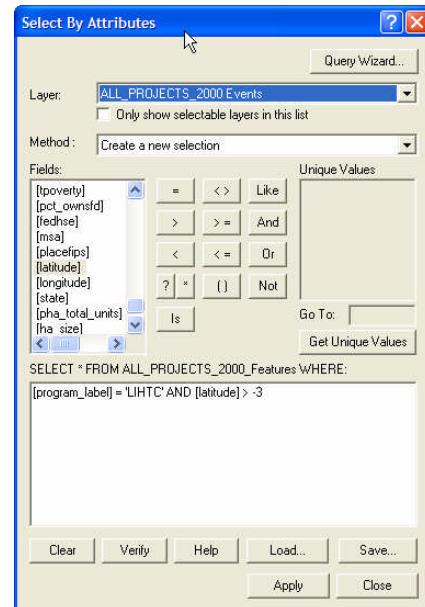 Select By Attributes
Query Wizard...
Layer: ALL_PROJECTS_2000 Events
Only show selectable layers in this list
Method : Create a new selection
Fields: Unique Values
[tpoverty]
[pct_ownsfd]
[fedhse]
[msa]
[placefips]
[latitude]
[longitude]
[state]
[pha_total_units]
[ha_size]
= < > Like
> > = And
< < = Or
? * ( ) Not
Is
Go To:
Get Unique Values
SELECT * FROM ALL_PROJECTS_2000_Features WHERE:
[program_label] = 'LIHTC' AND [latitude] > -3
Clear Verify Help Load... Save...
Apply Close